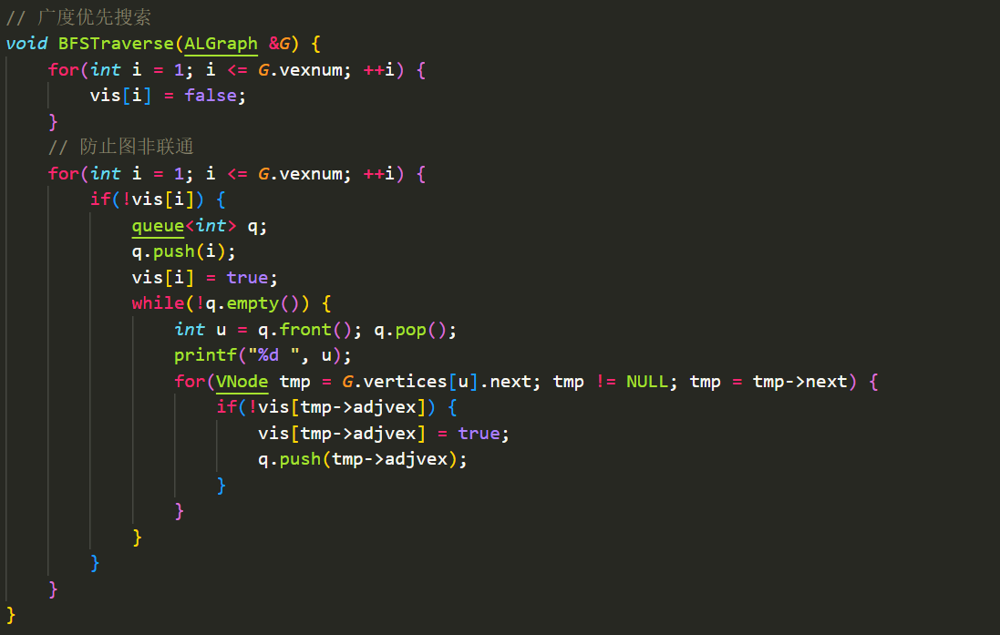 // 广度优先搜索
void BFSTraverse(ALGraph &G) {
    for(int i = 1; i <= G.vexnum; ++i) {
        vis[i] = false;
    }
    // 防止图非联通
    for(int i = 1; i <= G.vexnum; ++i) {
        if(!vis[i]) {
            queue<int> q;
            q.push(i);
            vis[i] = true;
            while(!q.empty()) {
                int u = q.front(); q.pop();
                printf("%d ", u);
                for(VNode tmp = G.vertices[u].next; tmp != NULL; tmp = tmp->next) {
                    if(!vis[tmp->adjvex]) {
                        vis[tmp->adjvex] = true;
                        q.push(tmp->adjvex);
                    }
                }
            }
        }
    }
}